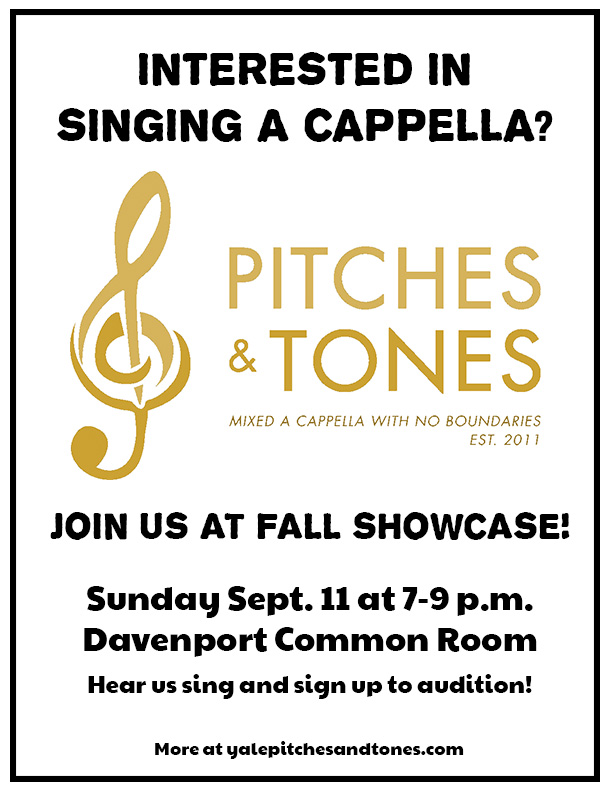 INTERESTED IN
SINGING A CAPPELLA?
PITCHES
& TONES
MIXED A CAPPELLA WITH NO BOUNDARIES
EST. 2011
JOIN US AT FALL SHOWCASE!
Sunday Sept. 11 at 7-9 p.m.
Davenport Common Room
Hear us sing and sign up to audition!
More at yalepitchesandtones.com